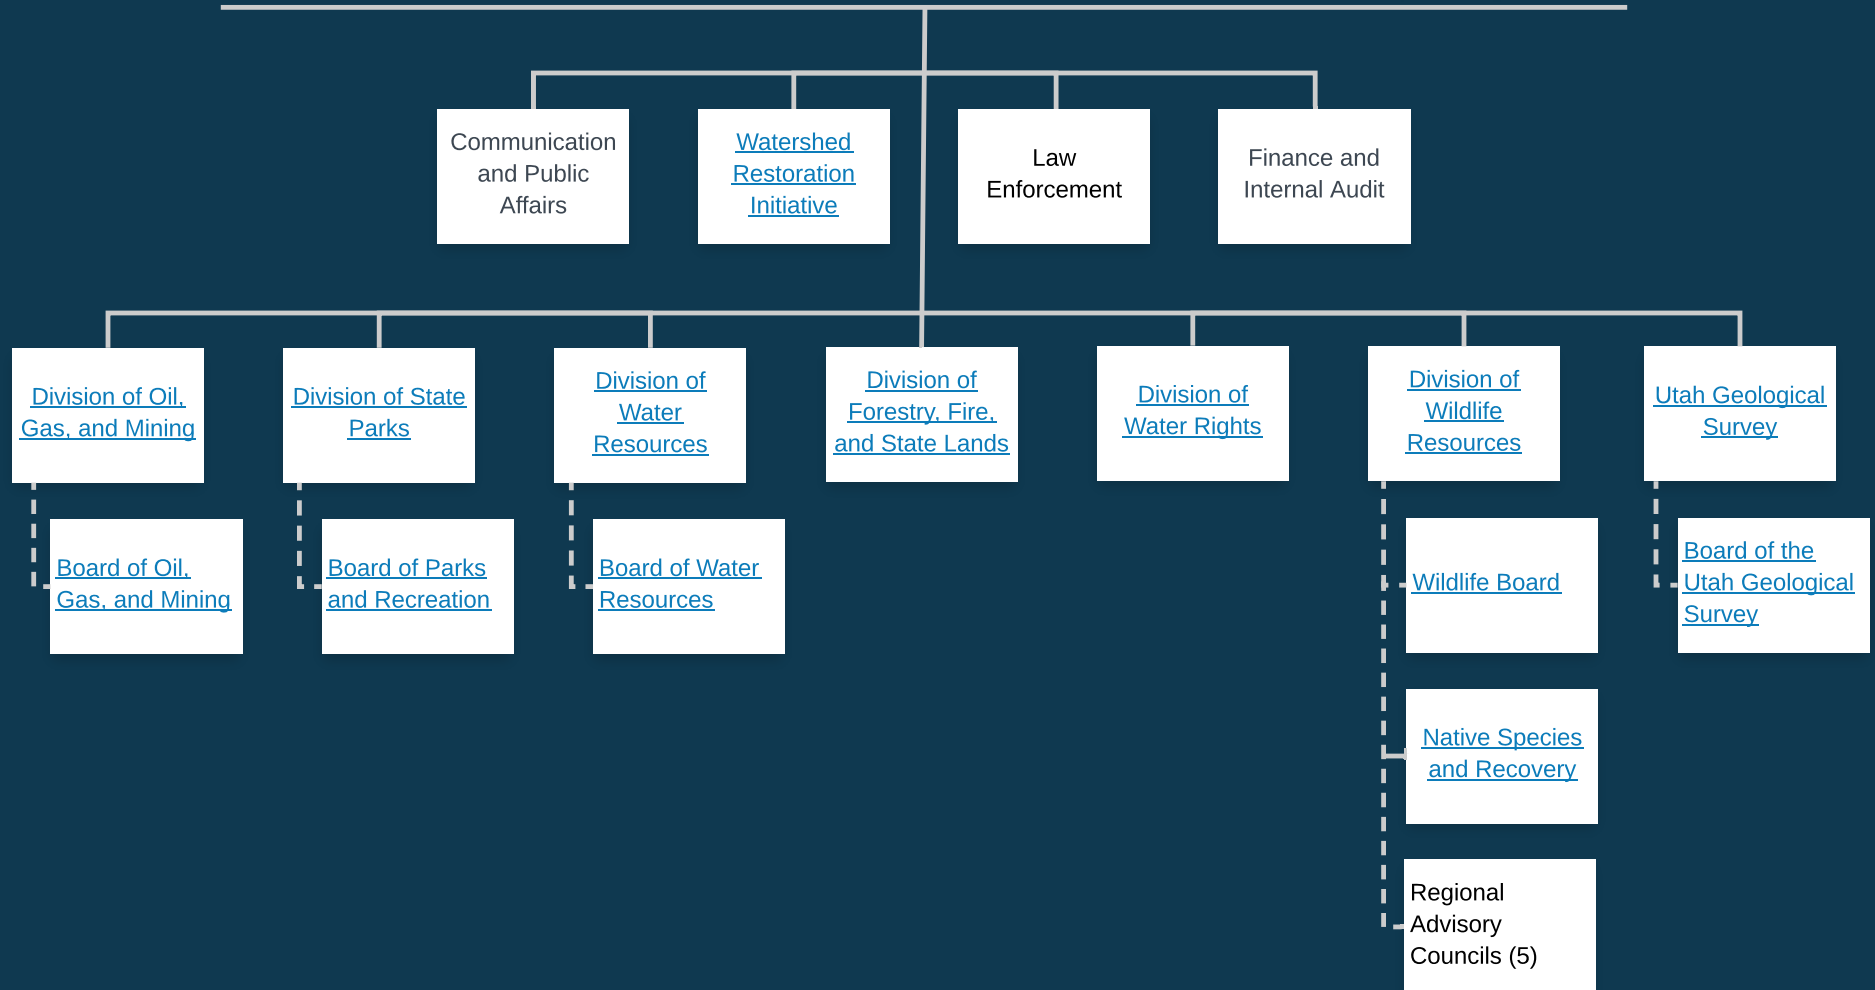 Communication
and Public
Affairs
Watershed
Restoration
Initiative
Law
Enforcement
Finance and
Internal Audit
Division of Oil,
Gas, and Mining
Division of State
Parks
Division of
Water
Resources
Division of
Forestry, Fire,
and State Lands
Division of
Water Rights
Division of
Wildlife
Resources
Utah Geological
Survey
Board of Oil,
Gas, and Mining
Board of Parks
and Recreation
Board of Water
Resources
Wildlife Board
Board of the
Utah Geological
Survey
Native Species
and Recovery
Regional
Advisory
Councils (5)